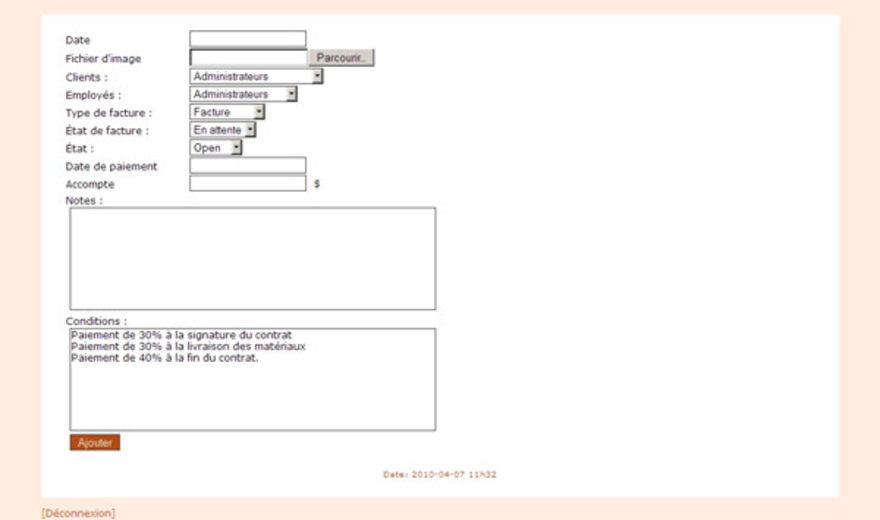 Date
Fichier d'image Parcourir..
Clients : Administrateurs
Employés : Administrateurs
Type de facture : Facture
État de facture : En attente
État : Open
Date de paiement
Accompte $
Notes :
Conditions :
Paiement de 30% à la signature du contrat
Paiement de 30% à la livraison des matériaux
Paiement de 40% à la fin du contrat.
Ajouter
Date: 2010-04-07 11h32
[Déconnexion]